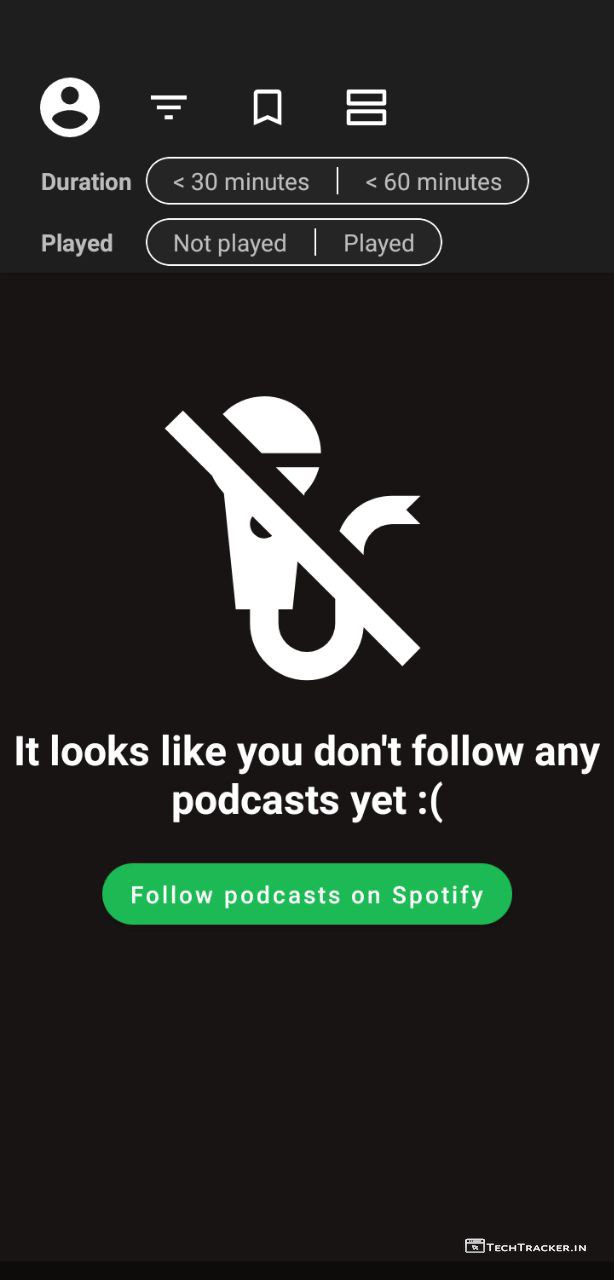 Duration < 30 minutes < 60 minutes
Played Not played Played
It looks like you don't follow any
podcasts yet :(
Follow podcasts on Spotify
TechTracker.in